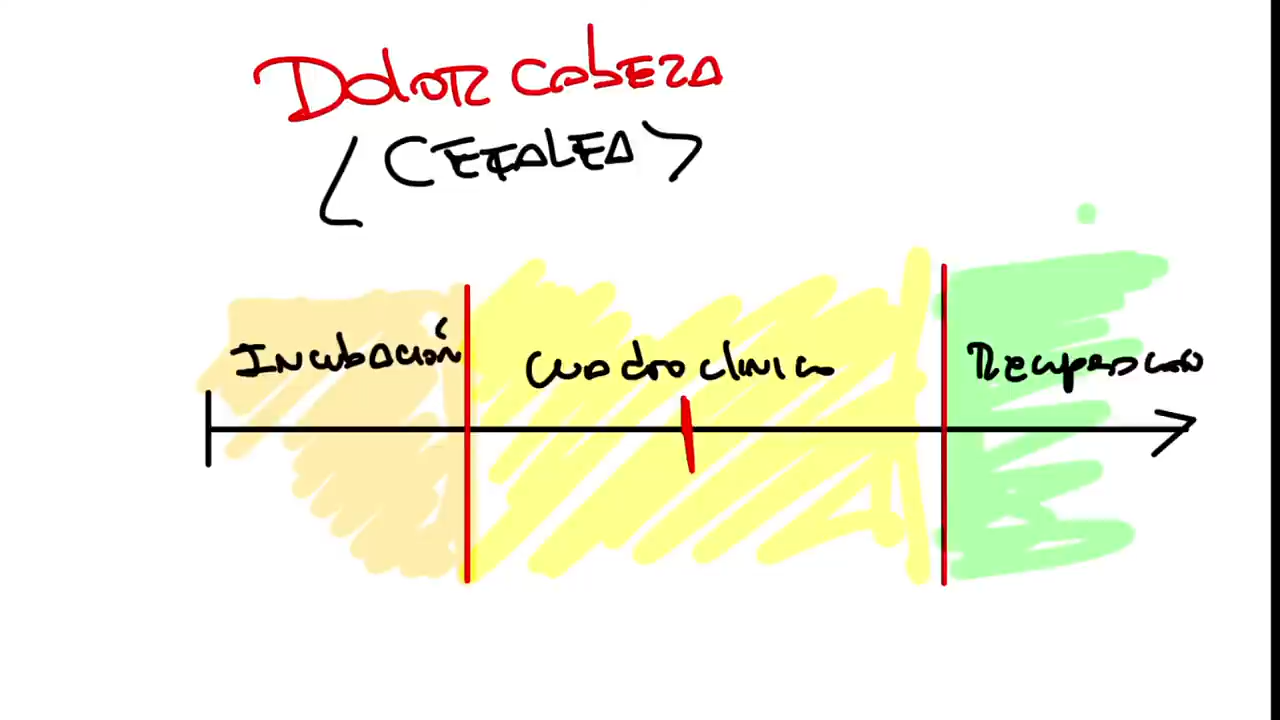 Dolor cabeza
(CEFALEA)
Incubación
Cuadro clínico
Recuperación